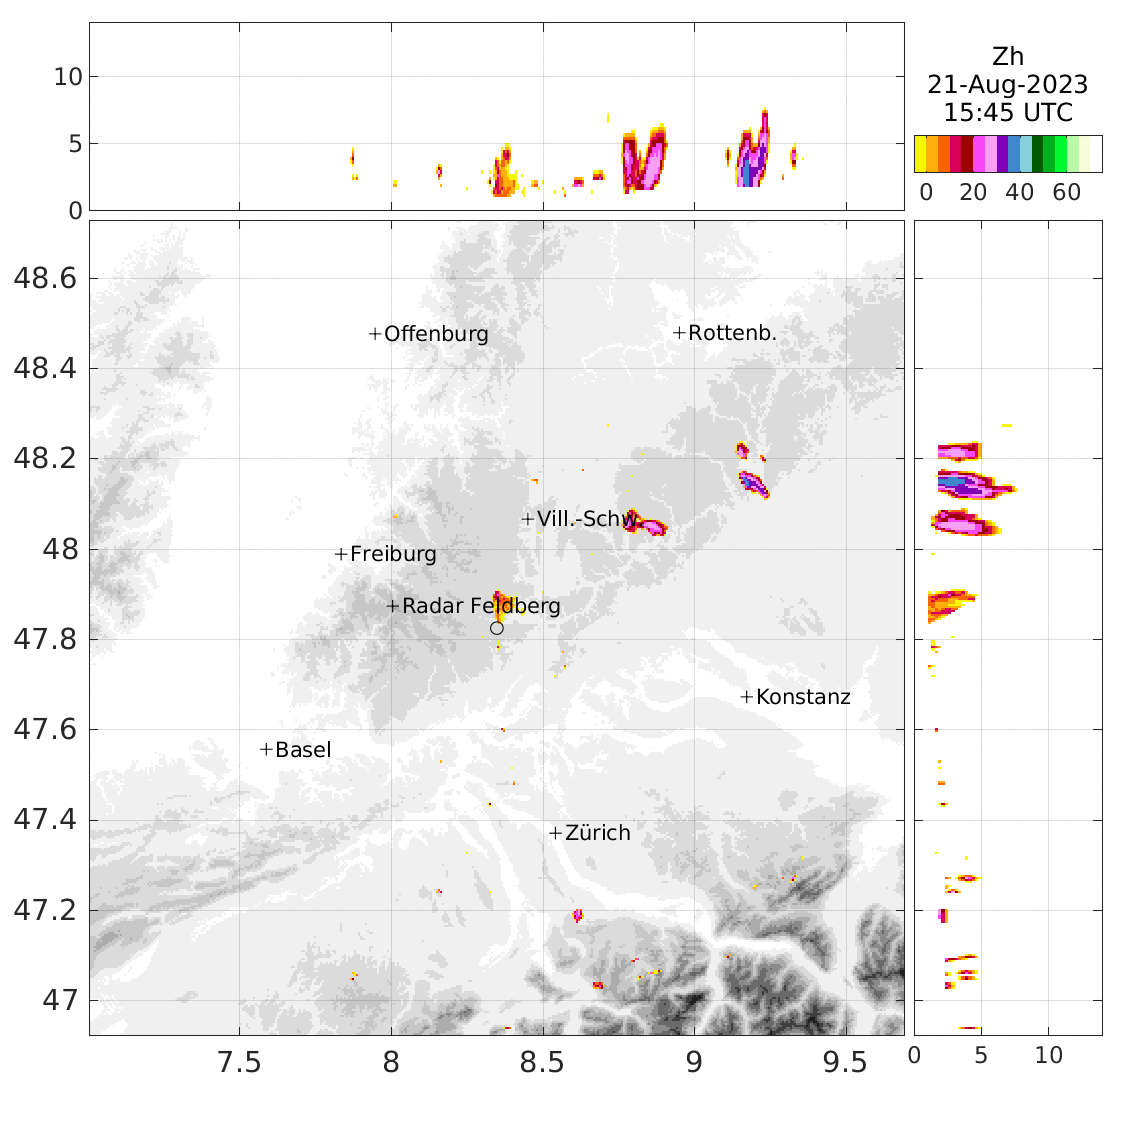 10
5
0
Zh
21-Aug-2023
15:45 UTC
0 20 40 60
48.6
48.4
48.2
48
47.8
47.6
47.4
47.2
47
Offenburg
Rottenb.
Vill.-Schw.
Freiburg
Radar Feldberg
Konstanz
Basel
Zürich
7.5 8 8.5 9 9.5
0 5 10